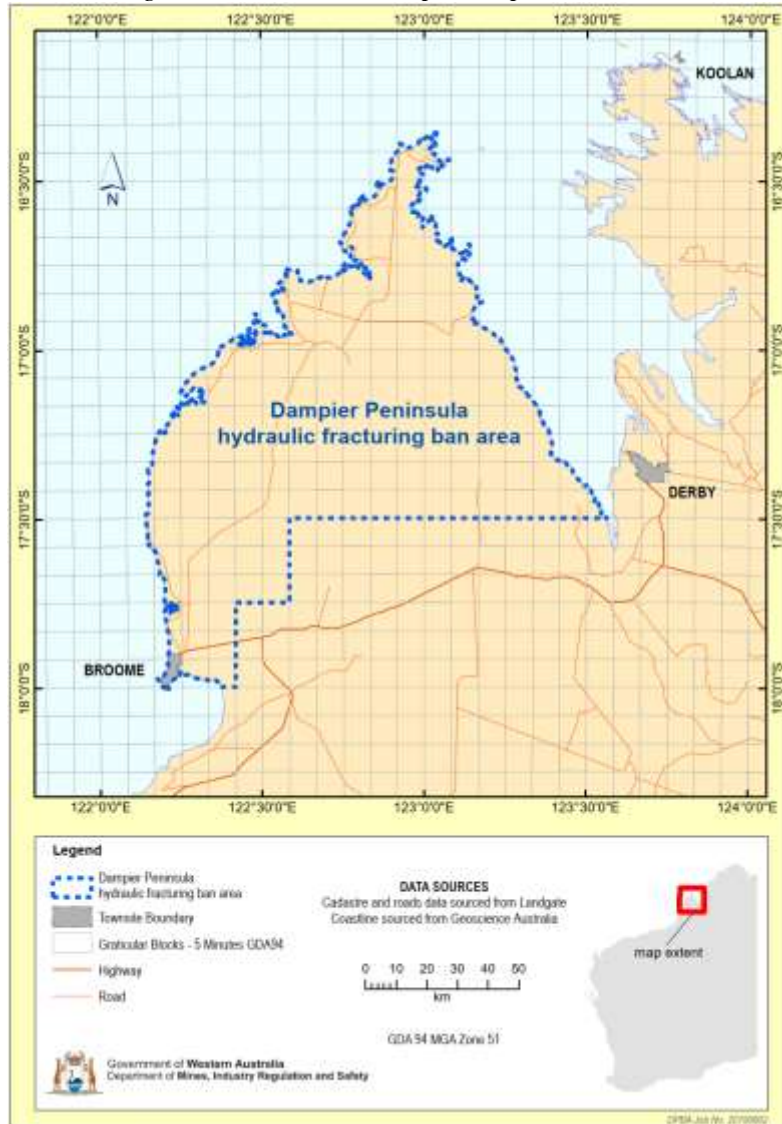 122°0'0"E 122°30'0"E 123°0'0"E 123°30'0"E 124°0'0"E
KOOLAN
N
16°30'0"S 16°30'0"S
17°0'0"S 17°0'0"S
Dampier Peninsula
hydraulic fracturing ban area
DERBY
17°30'0"S 17°30'0"S
BROOME
18°0'0"S 18°0'0"S
122°0'0"E 122°30'0"E 123°0'0"E 123°30'0"E 124°0'0"E
Legend
Dampier Peninsula
hydraulic fracturing ban area
Townsite Boundary
Graticular Blocks - 5 Minutes GDA94
Highway
Road
DATA SOURCES
Cadastre and roads data sourced from Landgate
Coastline sourced from Geoscience Australia
0 10 20 30 40 50
km
GDA 94 MGA Zone 51
map extent
Government of Western Australia
Department of Mines, Industry Regulation and Safety